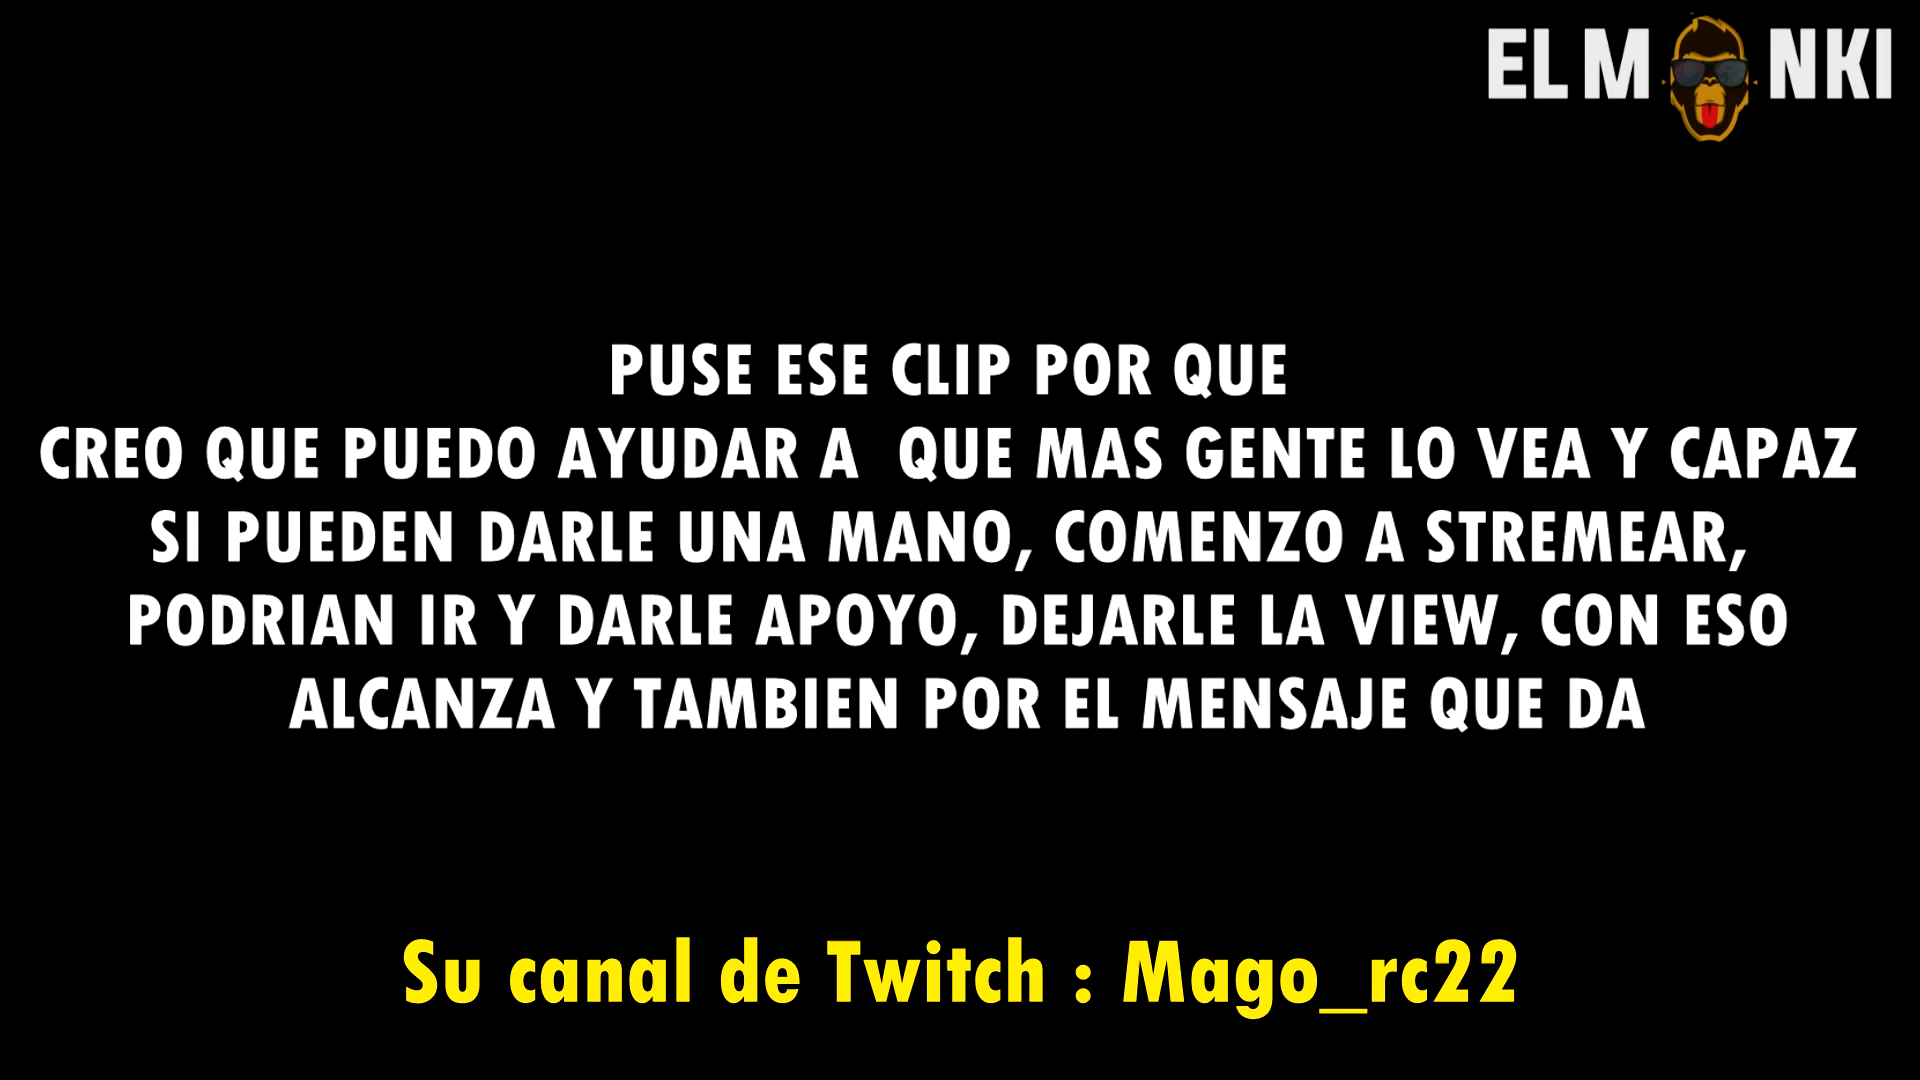 ELM NKI
PUSE ESE CLIP POR QUE
CREO QUE PUEDO AYUDAR A  QUE MAS GENTE LO VEA Y CAPAZ
SI PUEDEN DARLE UNA MANO, COMENZO A STREMEAR,
PODRIAN IR Y DARLE APOYO, DEJARLE LA VIEW, CON ESO
ALCANZA Y TAMBIEN POR EL MENSAJE QUE DA
Su canal de Twitch : Mago_rc22